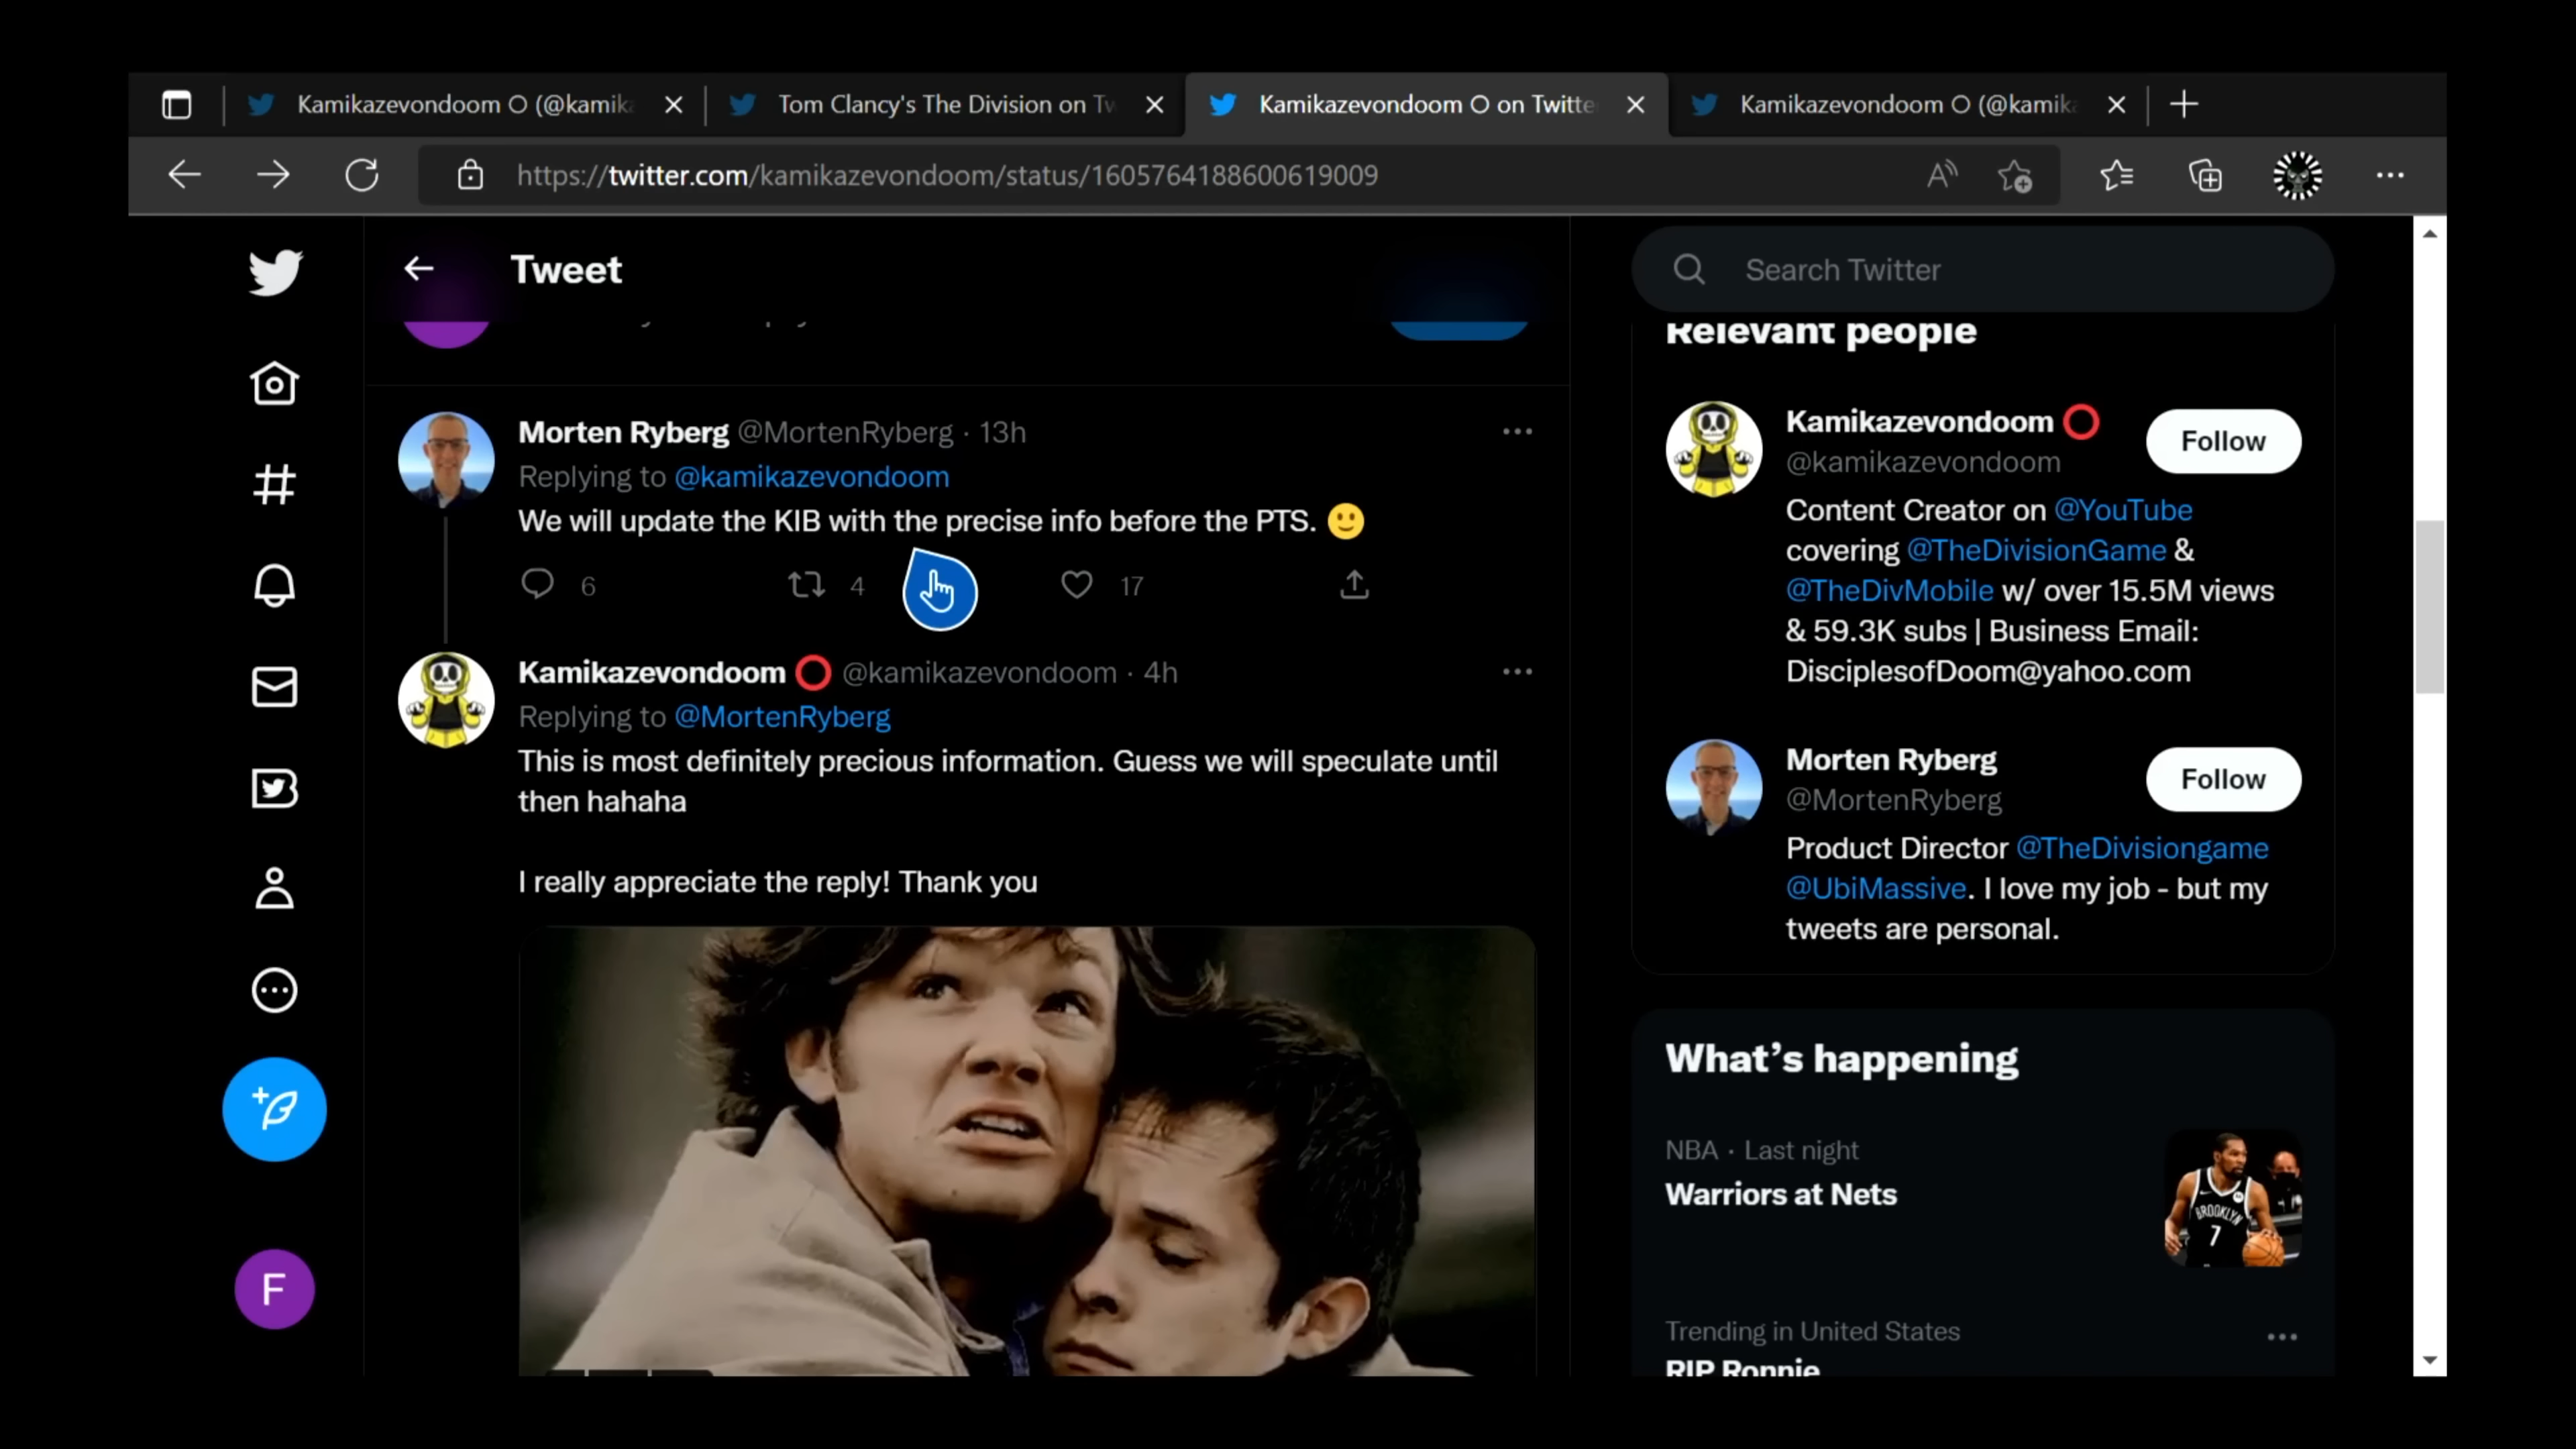 Kamikazevondoom O (@kamik
Tom Clancy's The Division on Tw
Kamikazevondoom O on Twitte
Kamikazevondoom O (@kamik
https://twitter.com/kamikazevondoom/status/1605764188600619009
Tweet
Morten Ryberg @MortenRyberg · 13h
Replying to @kamikazevondoom
We will update the KIB with the precise info before the PTS. 🙂
6 4 17
Kamikazevondoom ⭕ @kamikazevondoom · 4h
Replying to @MortenRyberg
This is most definitely precious information. Guess we will speculate until
then hahaha
I really appreciate the reply! Thank you
F
Search Twitter
Relevant people
Kamikazevondoom ⭕
@kamikazevondoom
Follow
Content Creator on @YouTube
covering @TheDivisionGame &
@TheDivMobile w/ over 15.5M views
& 59.3K subs | Business Email:
DisciplesofDoom@yahoo.com
Morten Ryberg
@MortenRyberg
Follow
Product Director @TheDivisiongame
@UbiMassive. I love my job - but my
tweets are personal.
What's happening
NBA · Last night
Warriors at Nets
BROOKLYN
7
Trending in United States
RIP Ronnie